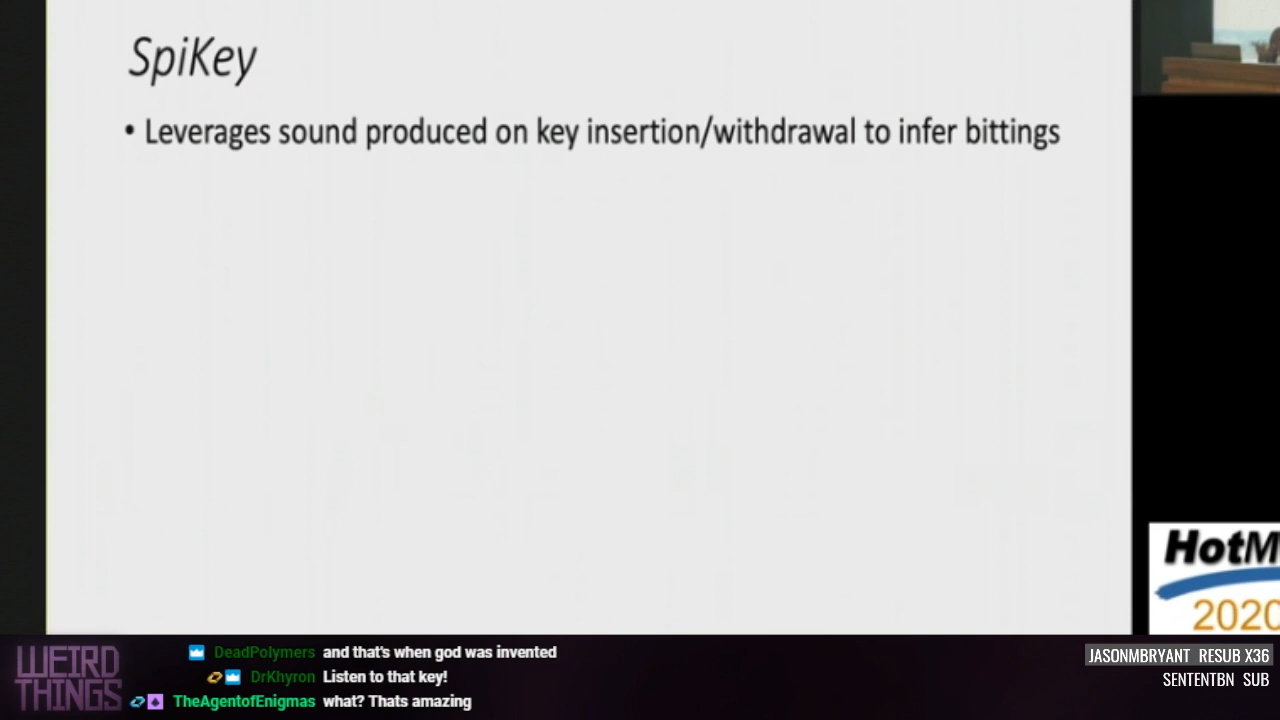 SpiKey
• Leverages sound produced on key insertion/withdrawal to infer bittings
HotM
2020
WEIRD
THINGS
DeadPolymers and that's when god was invented
DrKhyron Listen to that key!
TheAgentofEnigmas what? Thats amazing
JASONMBRYANT RESUB X36
SENTENTBN SUB